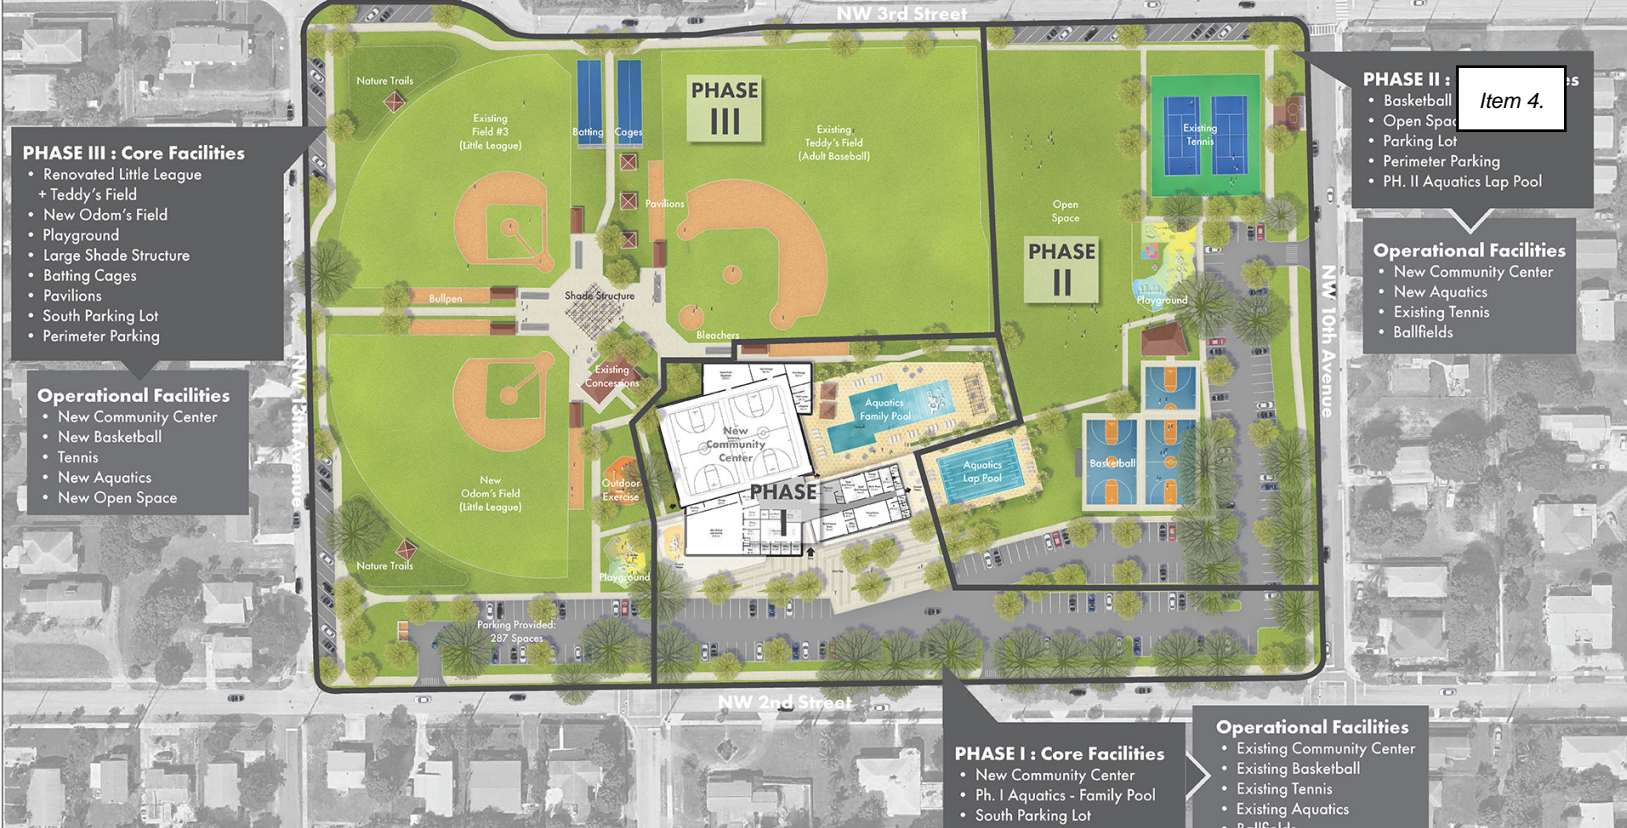 NW 3rd Street
PHASE III : Core Facilities
• Renovated Little League
+ Teddy's Field
• New Odom's Field
• Playground
• Large Shade Structure
• Batting Cages
• Pavilions
• South Parking Lot
• Perimeter Parking
Operational Facilities
• New Community Center
• New Basketball
• Tennis
• New Aquatics
• New Open Space
NW 13th Avenue
Nature Trails
Existing
Field #3
(Little League)
Batting Cages
PHASE
III
Existing
Teddy's Field
(Adult Baseball)
Pavilions
Bullpen
Shade Structure
Bleachers
Existing
Concessions
New
Odom's Field
(Little League)
Outdoor
Exercise
Nature Trails
Playground
Parking Provided:
287 Spaces
New
Community
Center
PHASE
I
Aquatics
Family Pool
Aquatics
Lap Pool
Open
Space
PHASE
II
Existing
Tennis
Playground
Basketball
NW 10th Avenue
PHASE II :
Item 4.
• Basketball
• Open Space
• Parking Lot
• Perimeter Parking
• PH. II Aquatics Lap Pool
Operational Facilities
• New Community Center
• New Aquatics
• Existing Tennis
• Ballfields
NW 2nd Street
PHASE I : Core Facilities
• New Community Center
• Ph. I Aquatics - Family Pool
• South Parking Lot
Operational Facilities
• Existing Community Center
• Existing Basketball
• Existing Tennis
• Existing Aquatics
• Ballfields